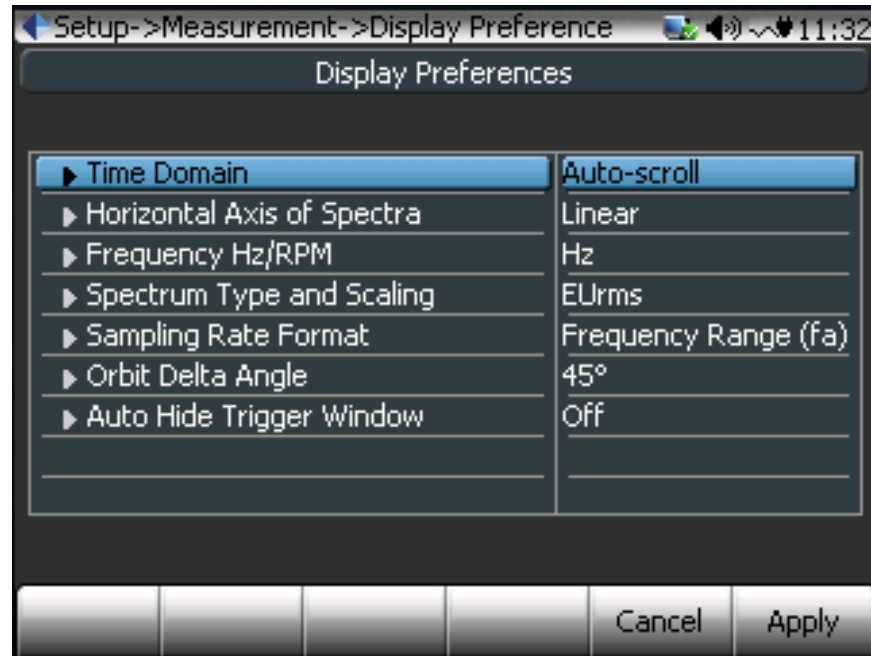 Setup->Measurement->Display Preference 11:32
Display Preferences
Time Domain Auto-scroll
Horizontal Axis of Spectra Linear
Frequency Hz/RPM Hz
Spectrum Type and Scaling EUrms
Sampling Rate Format Frequency Range (fa)
Orbit Delta Angle 45°
Auto Hide Trigger Window Off
Cancel Apply